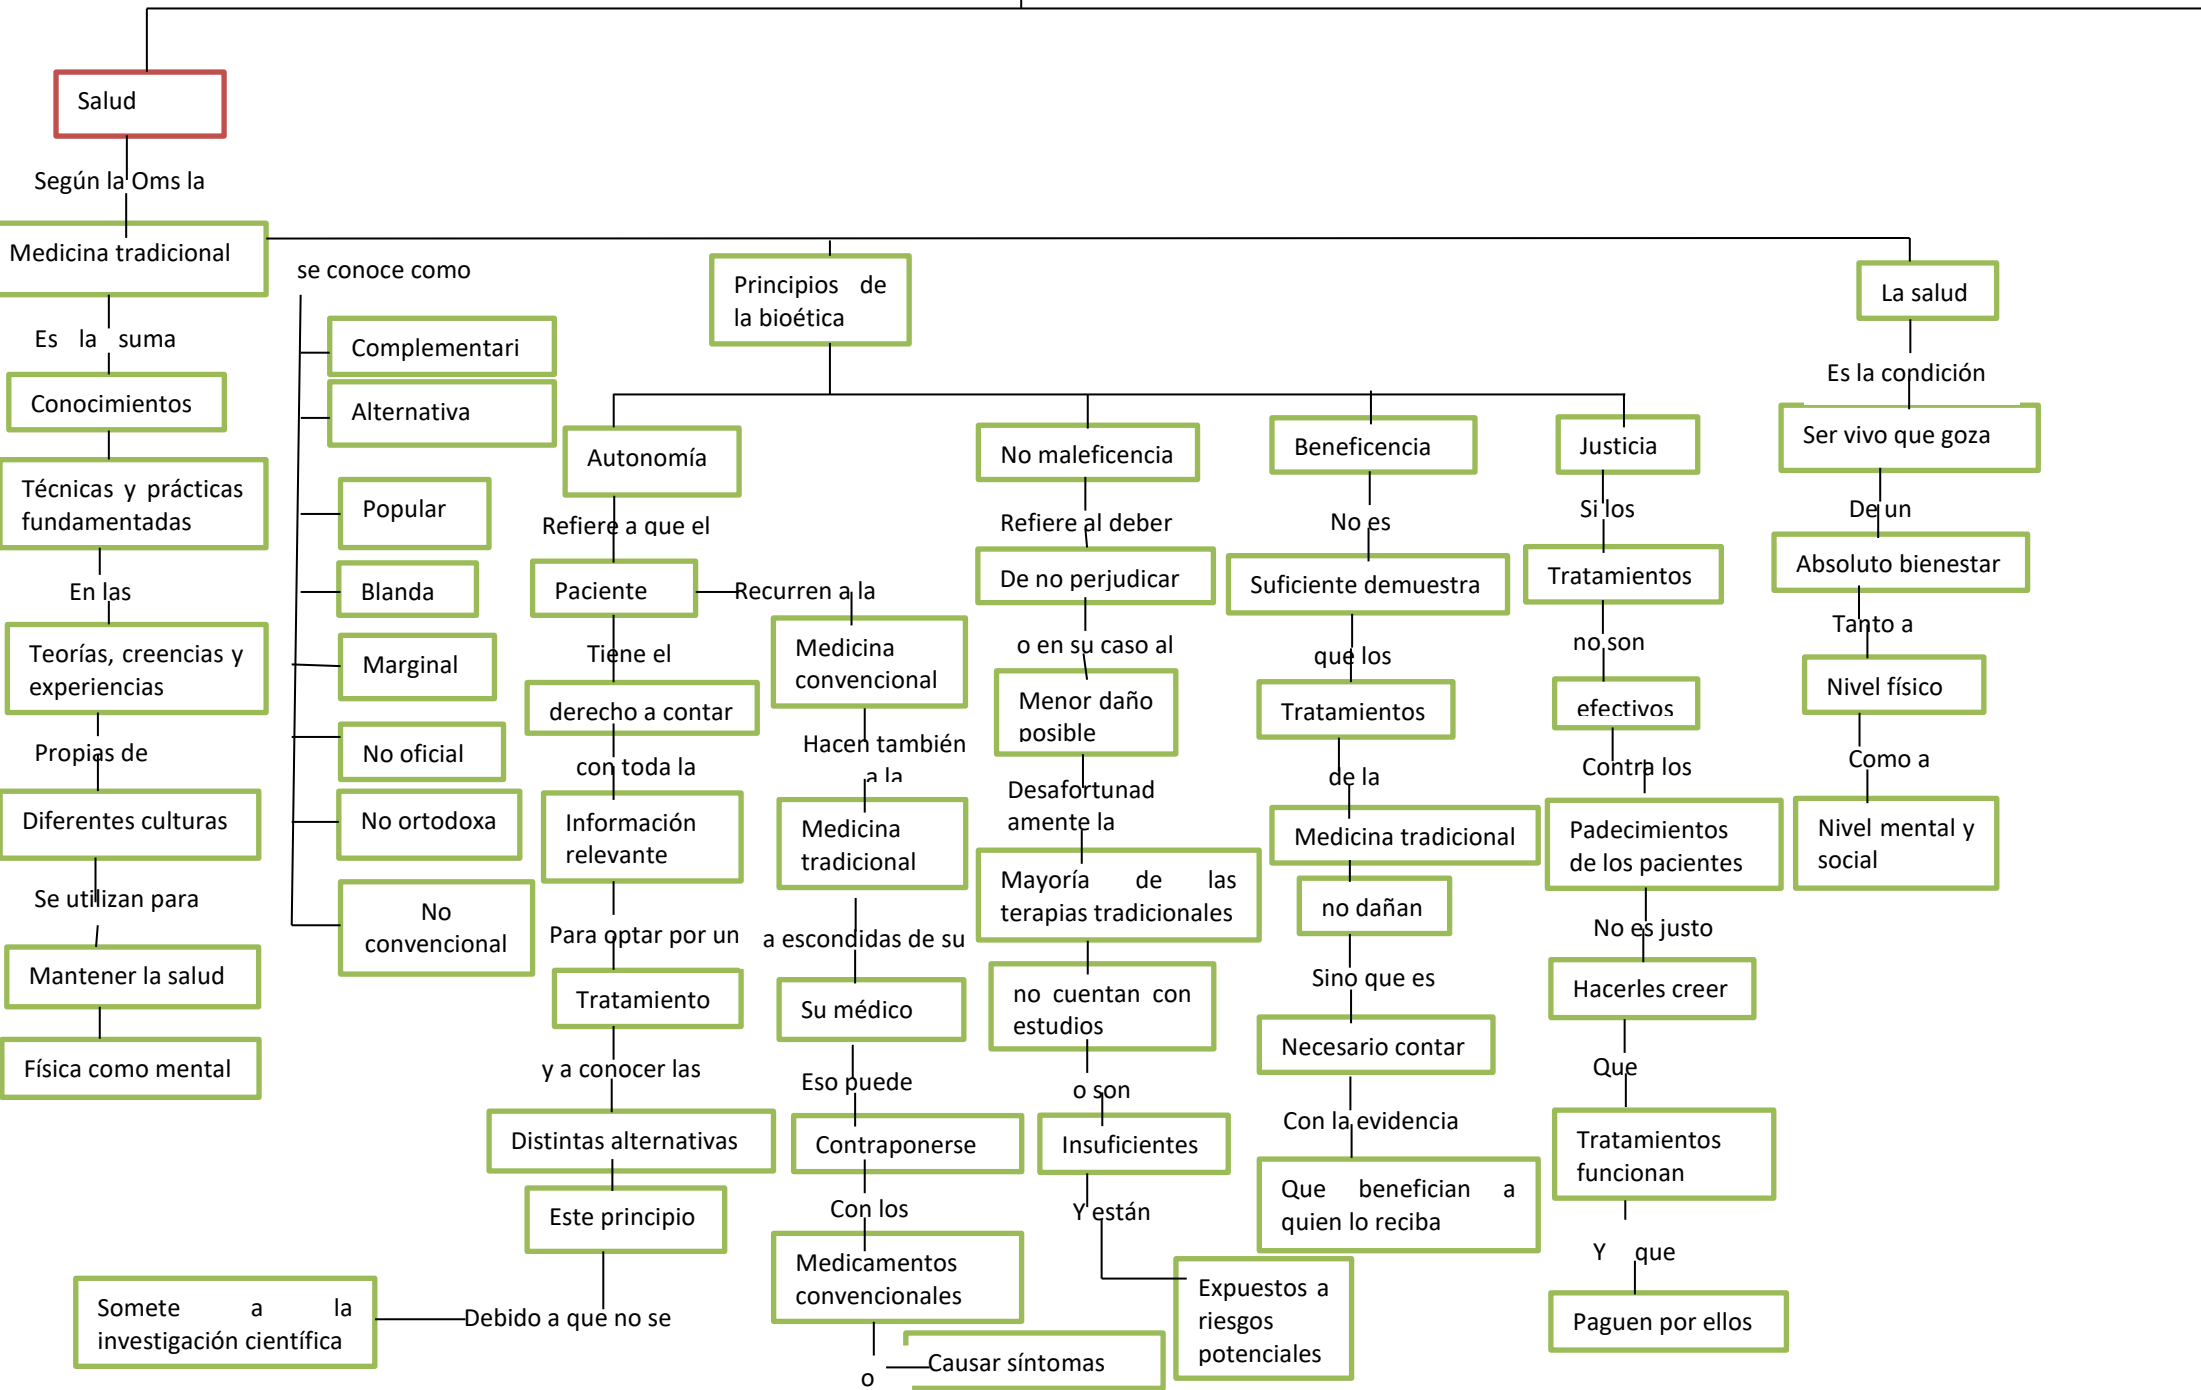 Salud
Según la Oms la
Medicina tradicional
Es la suma
Conocimientos
Técnicas y prácticas
fundamentadas
En las
Teorías, creencias y
experiencias
Propias de
Diferentes culturas
Se utilizan para
Mantener la salud
Física como mental
se conoce como
Complementari
Alternativa
Popular
Blanda
Marginal
No oficial
No ortodoxa
No
convencional
Principios de
la bioética
Autonomía
Refiere a que el
Paciente
Tiene el
derecho a contar
con toda la
Información
relevante
Para optar por un
Tratamiento
y a conocer las
Distintas alternativas
Este principio
Debido a que no se
Somete a la
investigación científica
Recurren a la
Medicina
convencional
Hacen también
a la
Medicina
tradicional
a escondidas de su
Su médico
Eso puede
Contraponerse
Con los
Medicamentos
convencionales
o
Causar síntomas
No maleficencia
Refiere al deber
De no perjudicar
o en su caso al
Menor daño
posible
Desafortunad
amente la
Mayoría de las
terapias tradicionales
no cuentan con
estudios
o son
Insuficientes
Y están
Expuestos a
riesgos
potenciales
Beneficencia
No es
Suficiente demuestra
que los
Tratamientos
de la
Medicina tradicional
no dañan
Sino que es
Necesario contar
Con la evidencia
Que benefician a
quien lo reciba
Justicia
Si los
Tratamientos
no son
efectivos
Contra los
Padecimientos
de los pacientes
No es justo
Hacerles creer
Que
Tratamientos
funcionan
Y que
Paguen por ellos
La salud
Es la condición
Ser vivo que goza
De un
Absoluto bienestar
Tanto a
Nivel físico
Como a
Nivel mental y
social